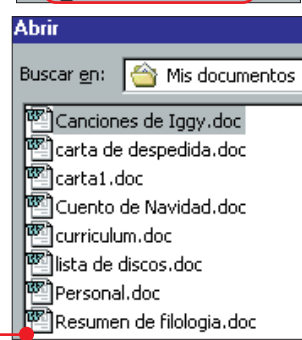 Abrir
Buscar en: Mis documentos
Canciones de Iggy.doc
carta de despedida.doc
carta1.doc
Cuento de Navidad.doc
curriculum.doc
lista de discos.doc
Personal.doc
Resumen de filologia.doc